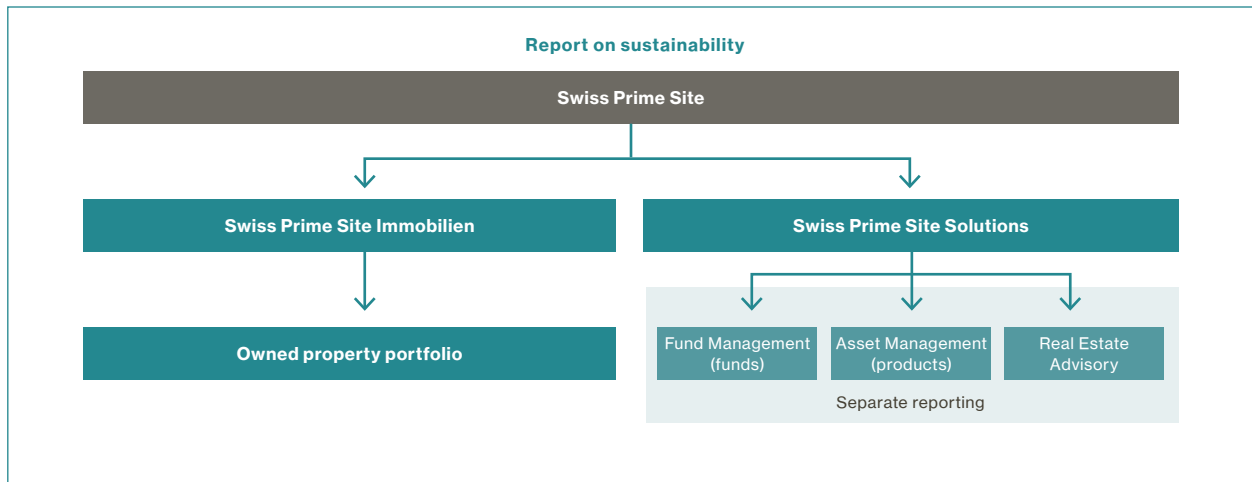 Report on sustainability
Swiss Prime Site
Swiss Prime Site Immobilien
Swiss Prime Site Solutions
Owned property portfolio
Fund Management
(funds)
Asset Management
(products)
Real Estate
Advisory
Separate reporting